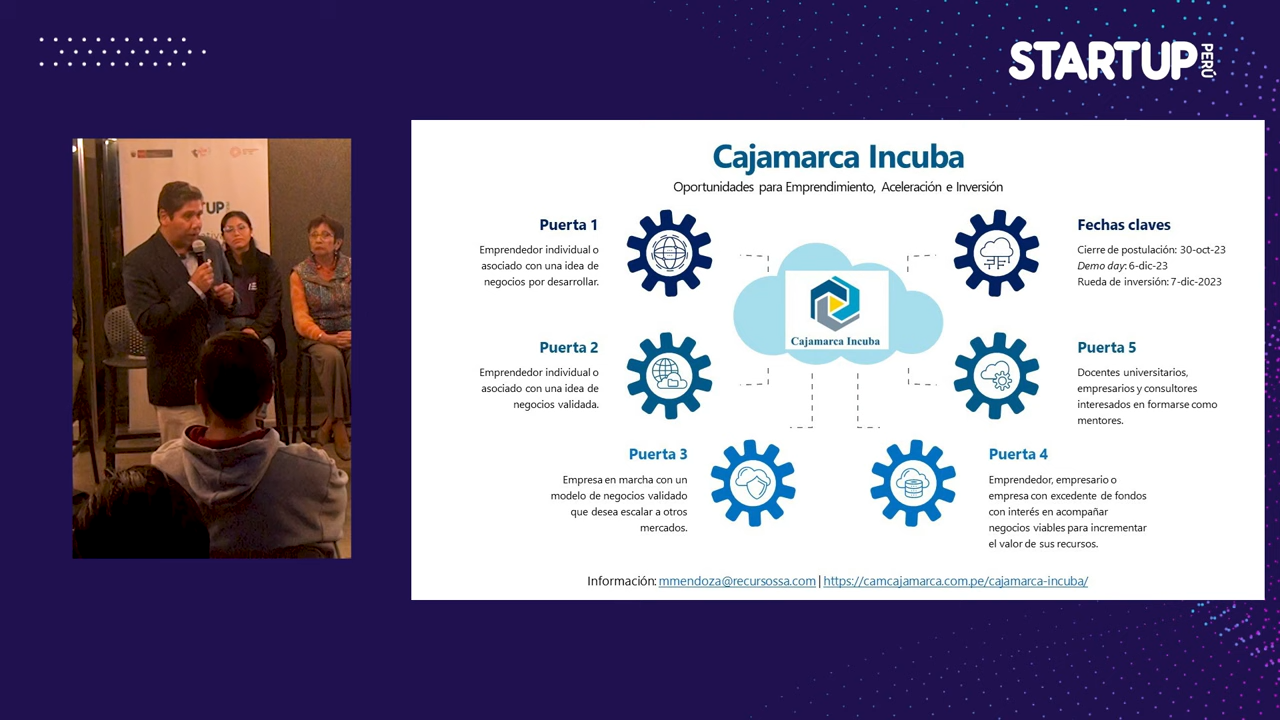 STARTUP PERÚ
Cajamarca Incuba
Oportunidades para Emprendimiento, Aceleración e Inversión
Puerta 1
Emprendedor individual o
asociado con una idea de
negocios por desarrollar.
Puerta 2
Emprendedor individual o
asociado con una idea de
negocios validada.
Puerta 3
Empresa en marcha con un
modelo de negocios validado
que desea escalar a otros
mercados.
Cajamarca Incuba
Fechas claves
Cierre de postulación: 30-oct-23
Demo day: 6-dic-23
Rueda de inversión: 7-dic-2023
Puerta 5
Docentes universitarios,
empresarios y consultores
interesados en formarse como
mentores.
Puerta 4
Emprendedor, empresario o
empresa con excedente de fondos
con interés en acompañar
negocios viables para incrementar
el valor de sus recursos.
Información: mmendoza@recursossa.com | https://camcajamarca.com.pe/cajamarca-incuba/
UP